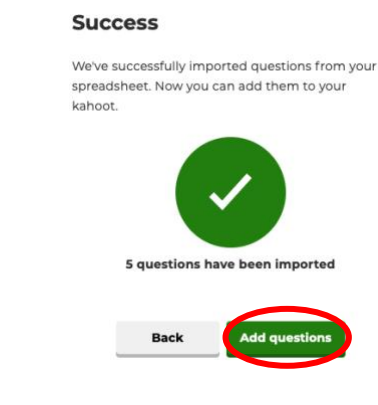 Success
We've successfully imported questions from your
spreadsheet. Now you can add them to your
kahoot.
5 questions have been imported
Back
Add questions